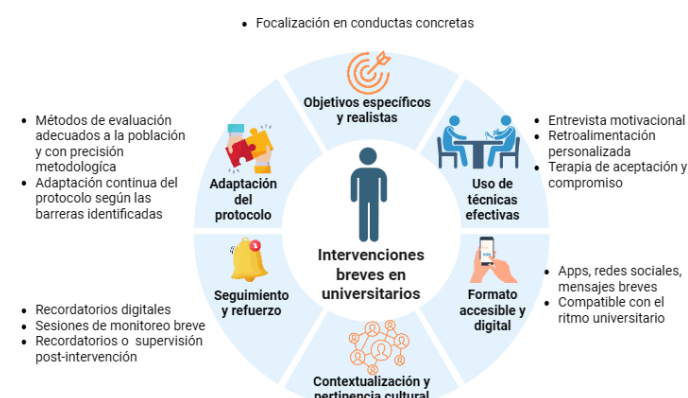 • Focalización en conductas concretas
Objetivos específicos
y realistas
• Entrevista motivacional
• Retroalimentación
personalizada
• Terapia de aceptación y
compromiso
Uso de
técnicas
efectivas
• Apps, redes sociales,
mensajes breves
• Compatible con el
ritmo universitario
Formato
accesible y
digital
Contextualización y
pertinencia cultural
Seguimiento
y refuerzo
• Recordatorios digitales
• Sesiones de monitoreo breve
• Recordatorios o supervisión
post-intervención
Adaptación
del
protocolo
• Métodos de evaluación
adecuados a la población
y con precisión
metodologíca
• Adaptación continua del
protocolo según las
barreras identificadas
Intervenciones
breves en
universitarios